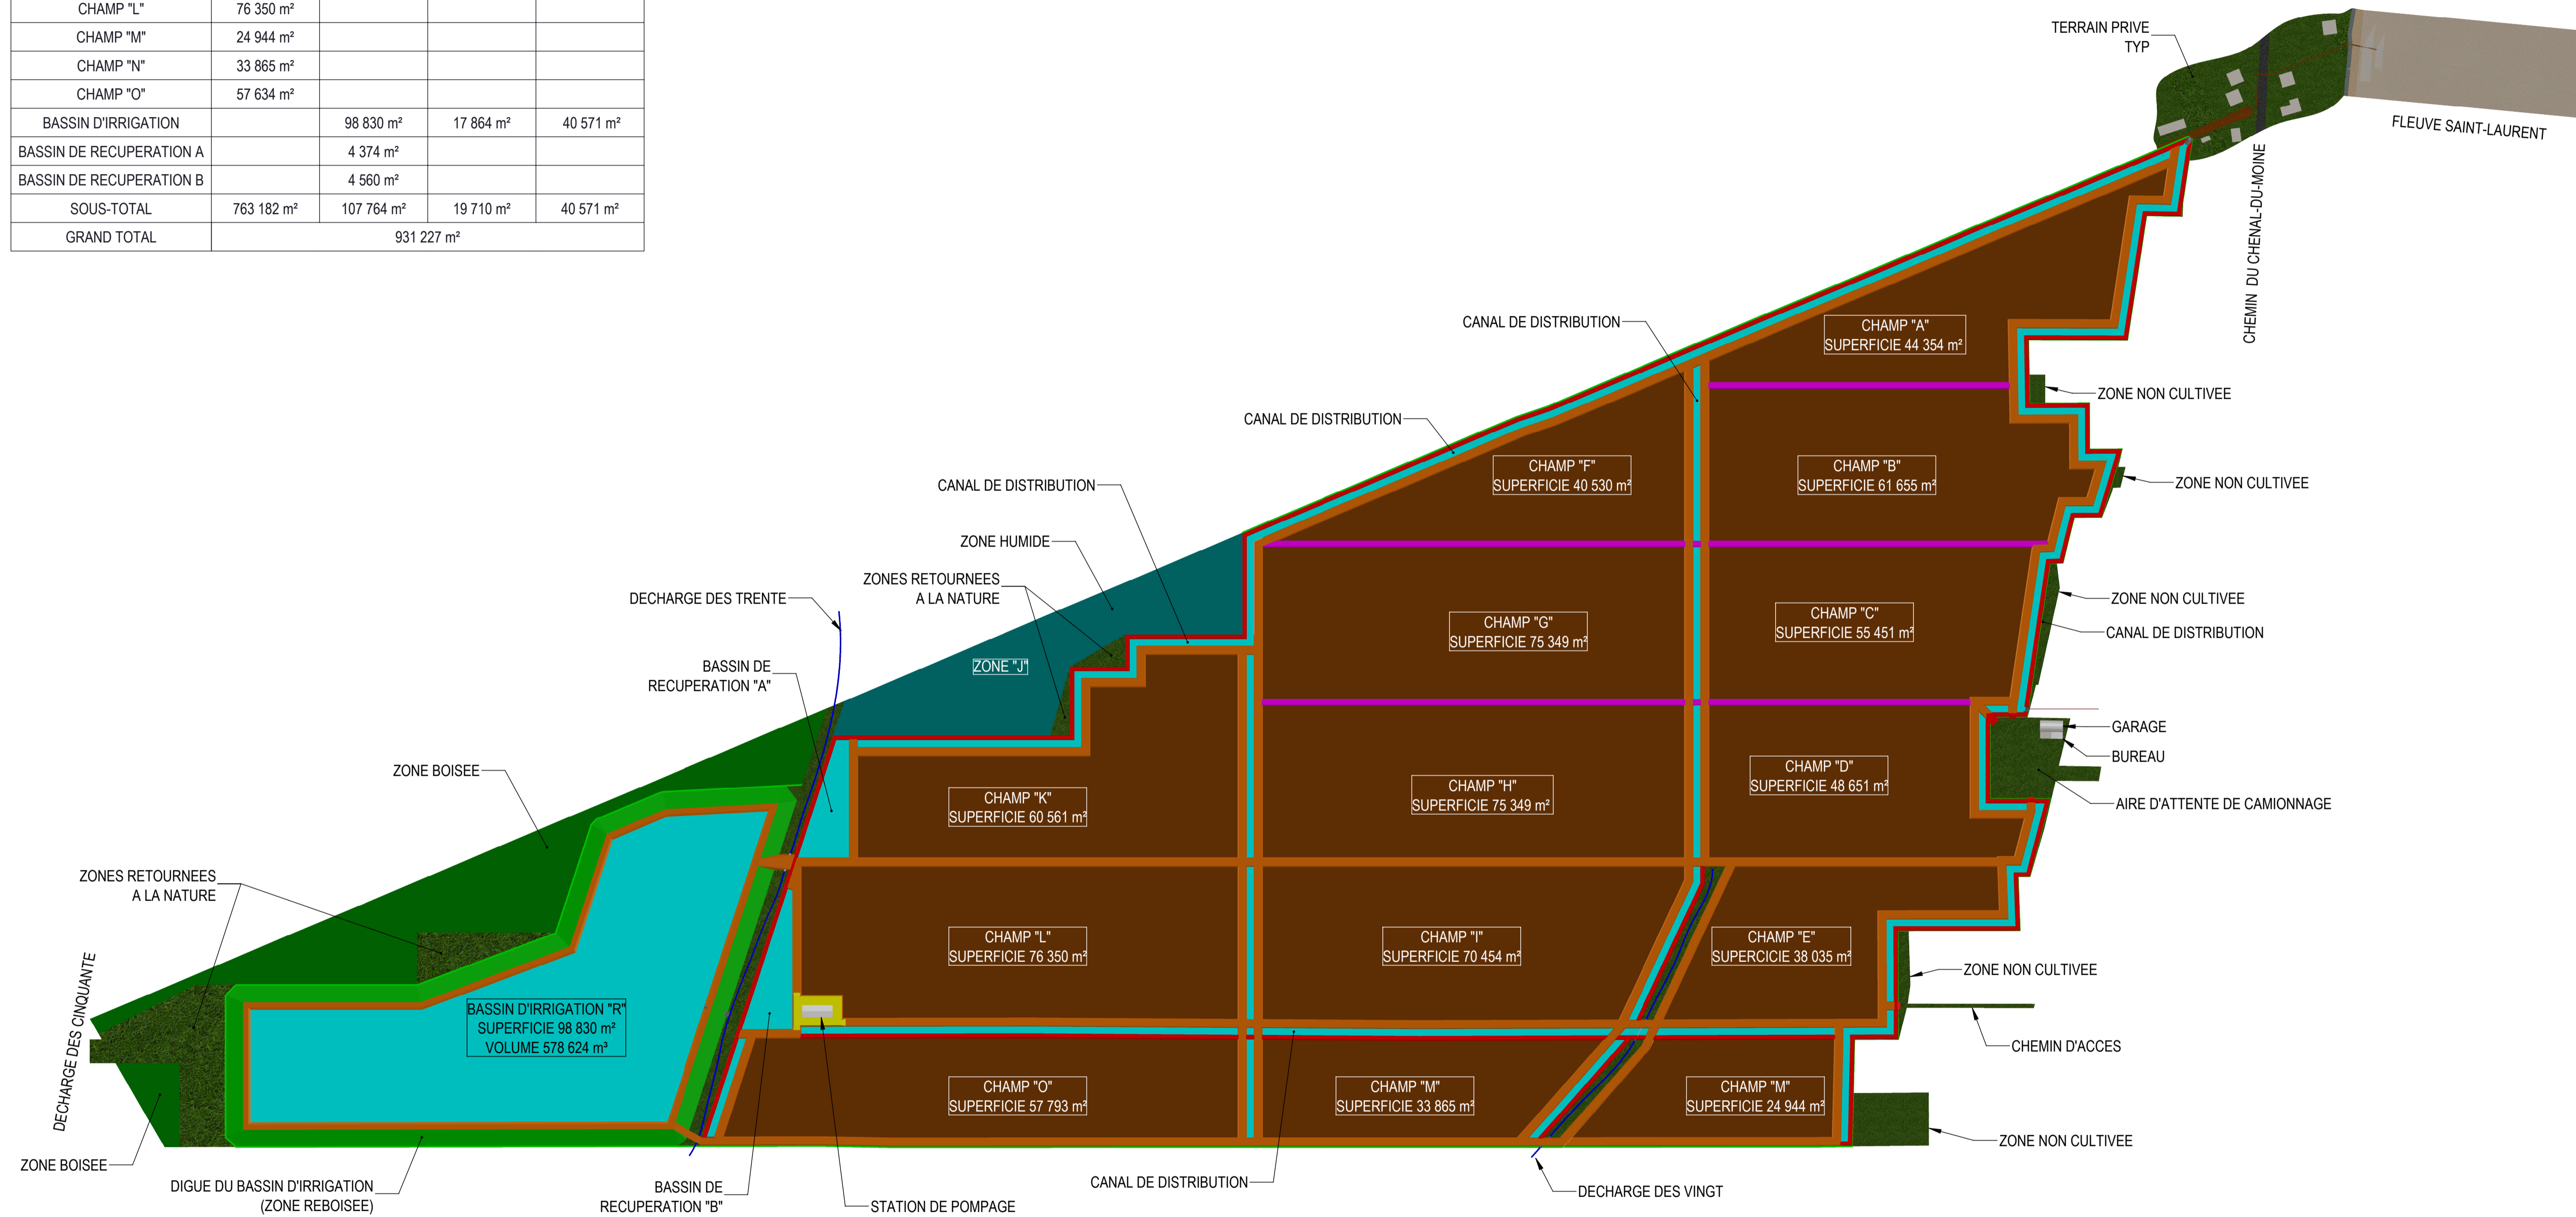 CHAMP "L" 76 350 m²
CHAMP "M" 24 944 m²
CHAMP "N" 33 865 m²
CHAMP "O" 57 634 m²
BASSIN D'IRRIGATION 98 830 m² 17 864 m² 40 571 m²
BASSIN DE RECUPERATION A 4 374 m²
BASSIN DE RECUPERATION B 4 560 m²
SOUS-TOTAL 763 182 m² 107 764 m² 19 710 m² 40 571 m²
GRAND TOTAL 931 227 m²
TERRAIN PRIVE
TYP
FLEUVE SAINT-LAURENT
CHEMIN DU CHENAL-DU-MOINE
CANAL DE DISTRIBUTION
CHAMP "A"
SUPERFICIE 44 354 m²
ZONE NON CULTIVEE
CANAL DE DISTRIBUTION
CHAMP "F"
SUPERFICIE 40 530 m²
CHAMP "B"
SUPERFICIE 61 655 m²
ZONE NON CULTIVEE
CANAL DE DISTRIBUTION
ZONE HUMIDE
ZONES RETOURNEES
A LA NATURE
DECHARGE DES TRENTE
ZONE NON CULTIVEE
CHAMP "G"
SUPERFICIE 75 349 m²
CHAMP "C"
SUPERFICIE 55 451 m²
CANAL DE DISTRIBUTION
BASSIN DE
RECUPERATION "A"
ZONE "J"
GARAGE
BUREAU
ZONE BOISEE
CHAMP "K"
SUPERFICIE 60 561 m²
CHAMP "H"
SUPERFICIE 75 349 m²
CHAMP "D"
SUPERFICIE 48 651 m²
AIRE D'ATTENTE DE CAMIONNAGE
ZONES RETOURNEES
A LA NATURE
CHAMP "L"
SUPERFICIE 76 350 m²
CHAMP "I"
SUPERFICIE 70 454 m²
CHAMP "E"
SUPERCICIE 38 035 m²
ZONE NON CULTIVEE
DECHARGE DES CINQUANTE
BASSIN D'IRRIGATION "R"
SUPERFICIE 98 830 m²
VOLUME 578 624 m³
CHEMIN D'ACCES
CHAMP "O"
SUPERFICIE 57 793 m²
CHAMP "M"
SUPERFICIE 33 865 m²
CHAMP "M"
SUPERFICIE 24 944 m²
ZONE NON CULTIVEE
ZONE BOISEE
DIGUE DU BASSIN D'IRRIGATION
(ZONE REBOISEE)
BASSIN DE
RECUPERATION "B"
STATION DE POMPAGE
CANAL DE DISTRIBUTION
DECHARGE DES VINGT